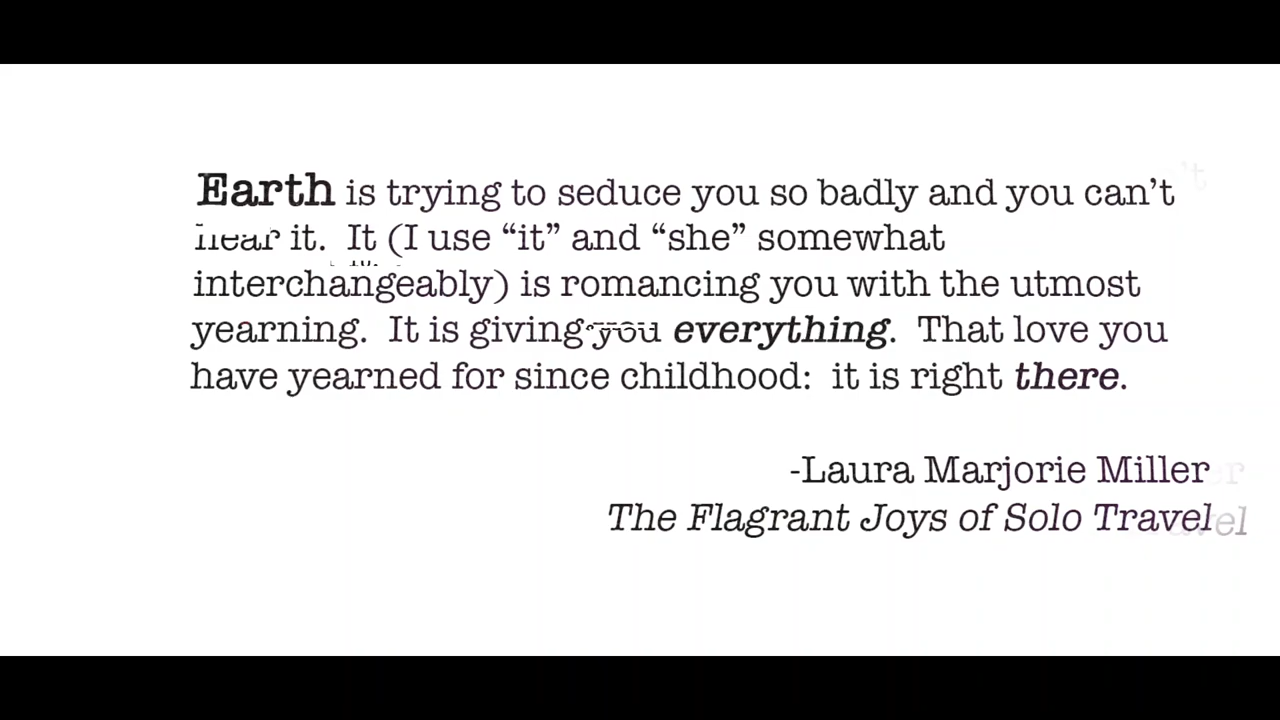 Earth is trying to seduce you so badly and you can’t
hear it. It (I use “it” and “she” somewhat
interchangeably) is romancing you with the utmost
yearning. It is giving you everything. That love you
have yearned for since childhood: it is right there.
-Laura Marjorie Miller
The Flagrant Joys of Solo Travel